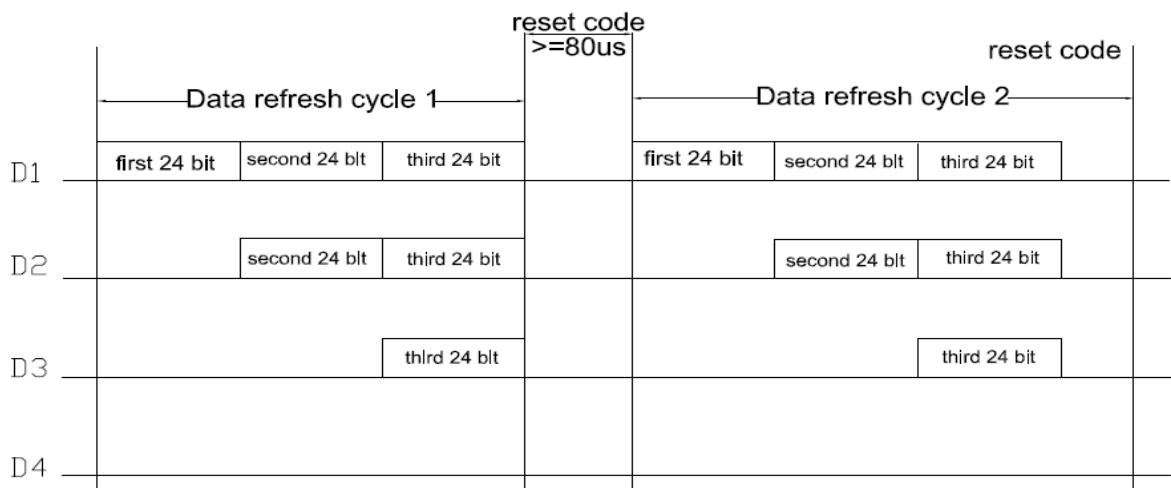 reset code
>=80us
reset code
Data refresh cycle 1
Data refresh cycle 2
first 24 bit
second 24 blt
third 24 bit
first 24 bit
second 24 blt
third 24 bit
D1
second 24 blt
third 24 bit
second 24 blt
third 24 bit
D2
thlrd 24 blt
third 24 bit
D3
D4